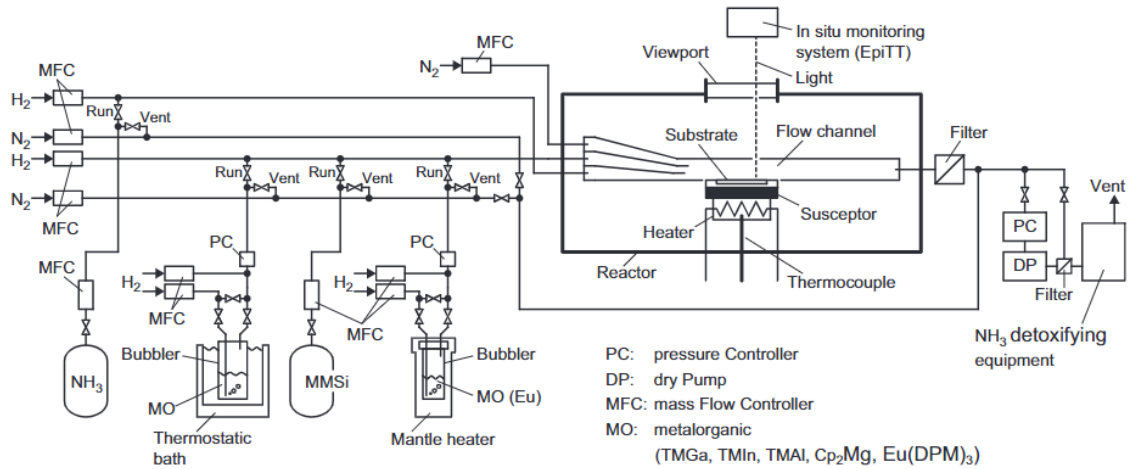 In situ monitoring
system (EpiTT)
MFC
N2
Viewport
Light
MFC
H2
Run
Vent
N2
H2
Substrate
Flow channel
Filter
Run
Vent
Run
Vent
Run
Vent
N2
MFC
Susceptor
Heater
Vent
PC
PC
PC
DP
Reactor
Thermocouple
Filter
MFC
H2
H2
MFC
MFC
NH3 detoxifying
equipment
Bubbler
Bubbler
NH3
MMSi
MO
MO (Eu)
Thermostatic
bath
Mantle heater
PC: pressure Controller
DP: dry Pump
MFC: mass Flow Controller
MO: metalorganic
(TMGa, TMIn, TMAl, Cp2Mg, Eu(DPM)3)